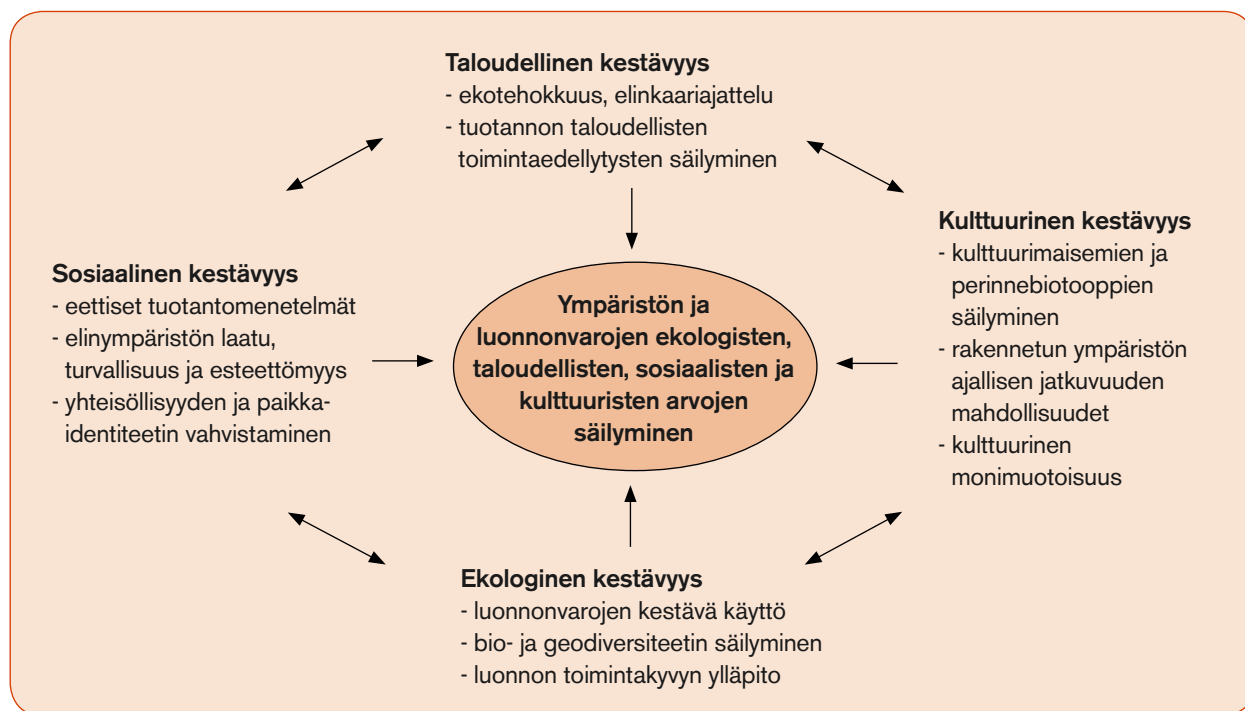 Taloudellinen kestävyys
- ekotehokkuus, elinkaariajattelu
- tuotannon taloudellisten
toimintaedellytysten säilyminen
Sosiaalinen kestävyys
- eettiset tuotantomenetelmät
- elinympäristön laatu,
turvallisuus ja esteettömyys
- yhteisöllisyyden ja paikka-
identiteetin vahvistaminen
Ympäristön ja
luonnonvarojen ekologisten,
taloudellisten, sosiaalisten ja
kulttuuristen arvojen
säilyminen
Kulttuurinen kestävyys
- kulttuurimaisemien ja
perinnebiotooppien
säilyminen
- rakennetun ympäristön
ajallisen jatkuvuuden
mahdollisuudet
- kulttuurinen
monimuotoisuus
Ekologinen kestävyys
- luonnonvarojen kestävä käyttö
- bio- ja geodiversiteetin säilyminen
- luonnon toimintakyvyn ylläpito